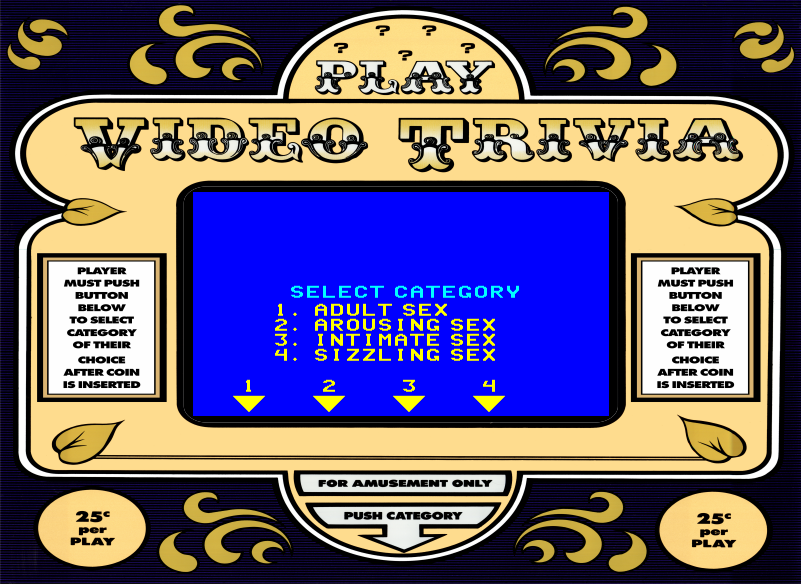 ? ? ? ? ?
PLAY
VIDEO TRIVIA
PLAYER
MUST PUSH
BUTTON
BELOW
TO SELECT
CATEGORY
OF THEIR
CHOICE
AFTER COIN
IS INSERTED
SELECT CATEGORY
1. ADULT SEX
2. AROUSING SEX
3. INTIMATE SEX
4. SIZZLING SEX
1 2 3 4
PLAYER
MUST PUSH
BUTTON
BELOW
TO SELECT
CATEGORY
OF THEIR
CHOICE
AFTER COIN
IS INSERTED
FOR AMUSEMENT ONLY
PUSH CATEGORY
25¢
per
PLAY
25¢
per
PLAY